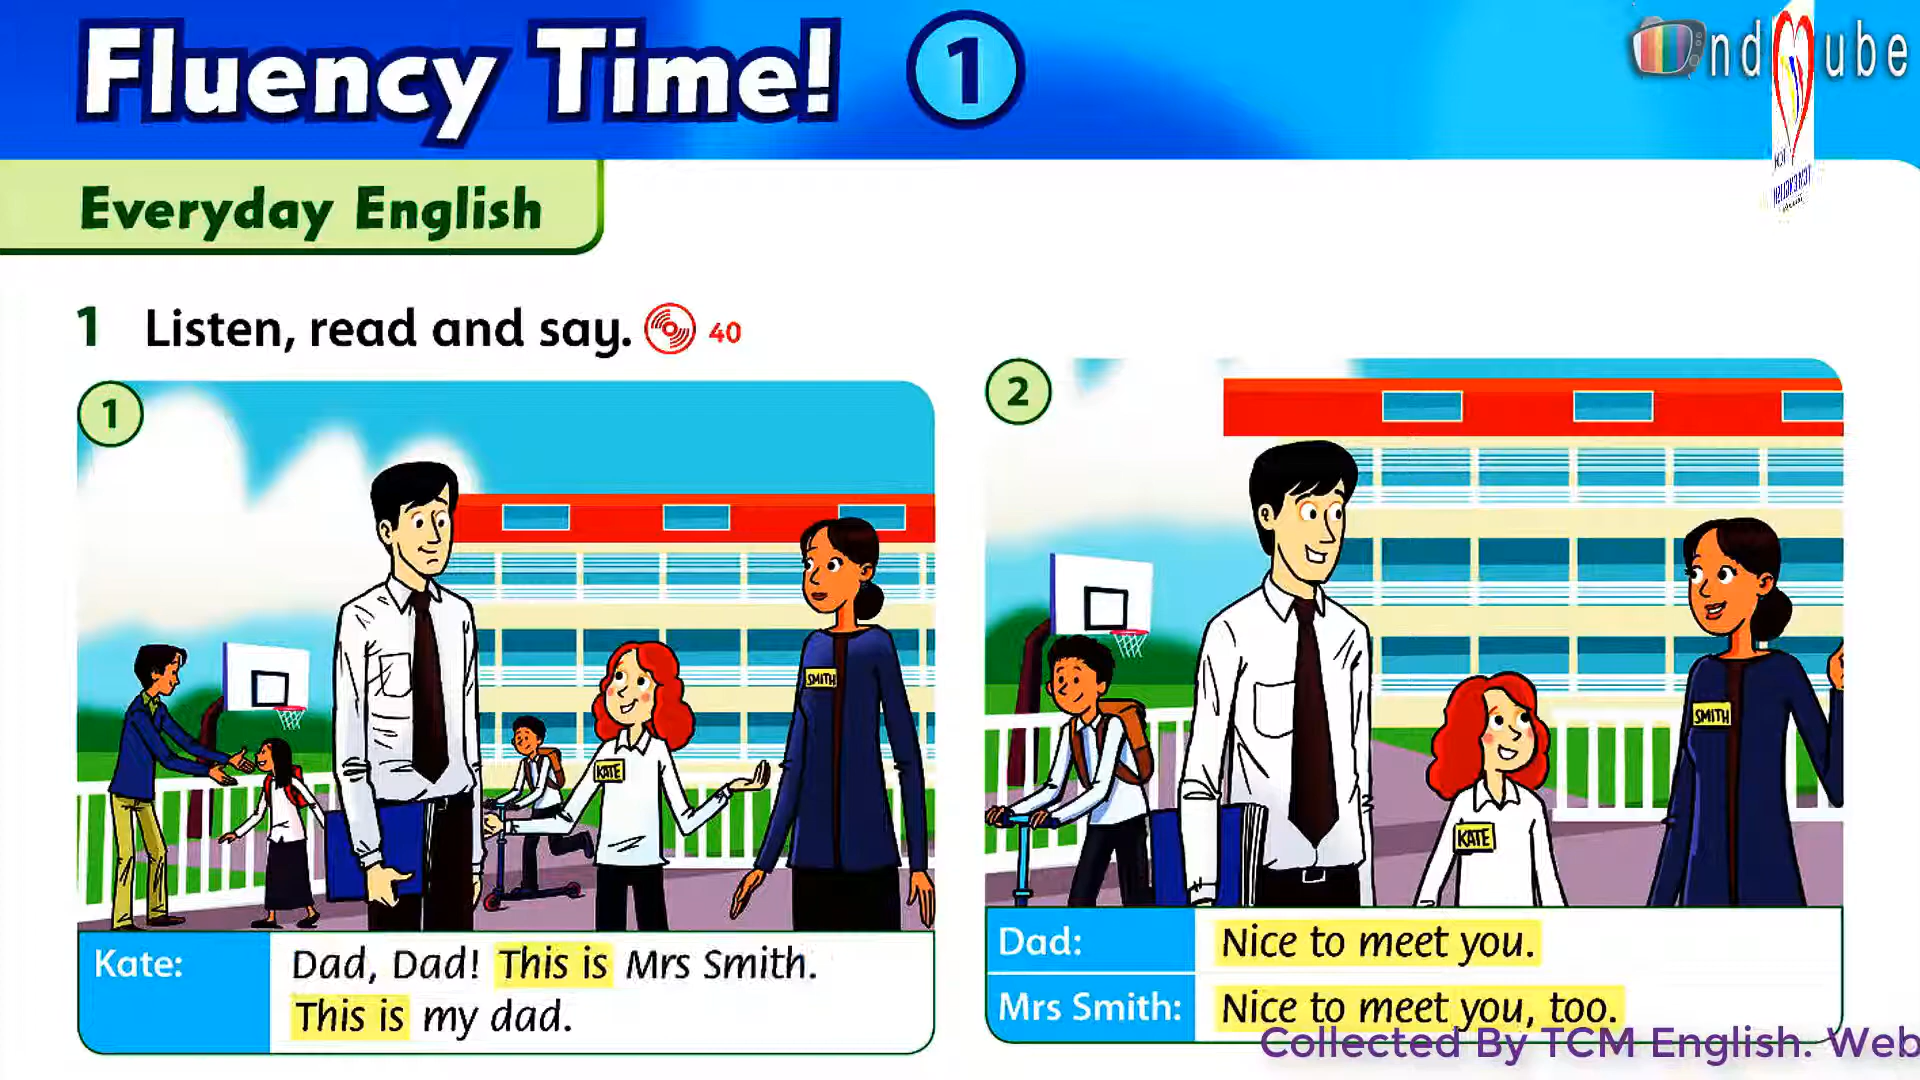 Fluency Time! 1
ndTube
Everyday English
1 Listen, read and say. 40
1
SMITH
KATE
Kate: Dad, Dad! This is Mrs Smith.
This is my dad.
2
SMITH
KATE
Dad: Nice to meet you.
Mrs Smith: Nice to meet you, too.
Collected By TCM English. Web